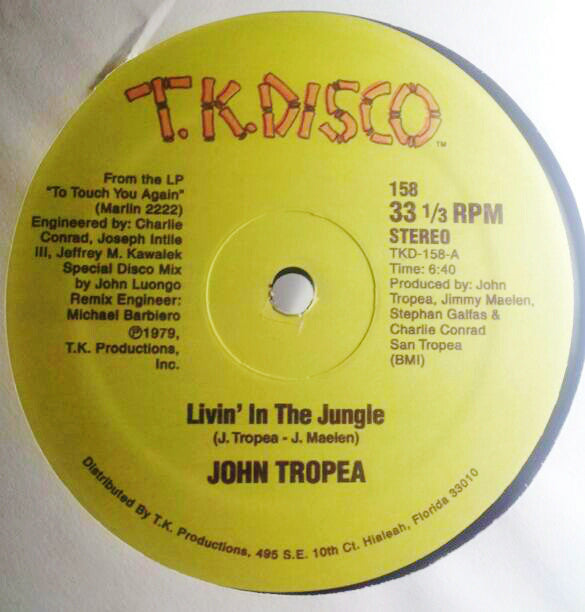 T.K. DISCO
TM
From the LP
"To Touch You Again"
(Marlin 2222)
Engineered by: Charlie
Conrad, Joseph Intile
III, Jeffrey M. Kawalek
Special Disco Mix
by John Luongo
Remix Engineer:
Michael Barbiero
℗1979,
T.K. Productions,
Inc.
158
33 1/3 RPM
STEREO
TKD-158-A
Time: 6:40
Produced by: John
Tropea, Jimmy Maelen,
Stephan Galfas &
Charlie Conrad
San Tropea
(BMI)
Livin' In The Jungle
(J. Tropea - J. Maelen)
JOHN TROPEA
Distributed By T.K. Productions, 495 S.E. 10th Ct. Hialeah, Florida 33010